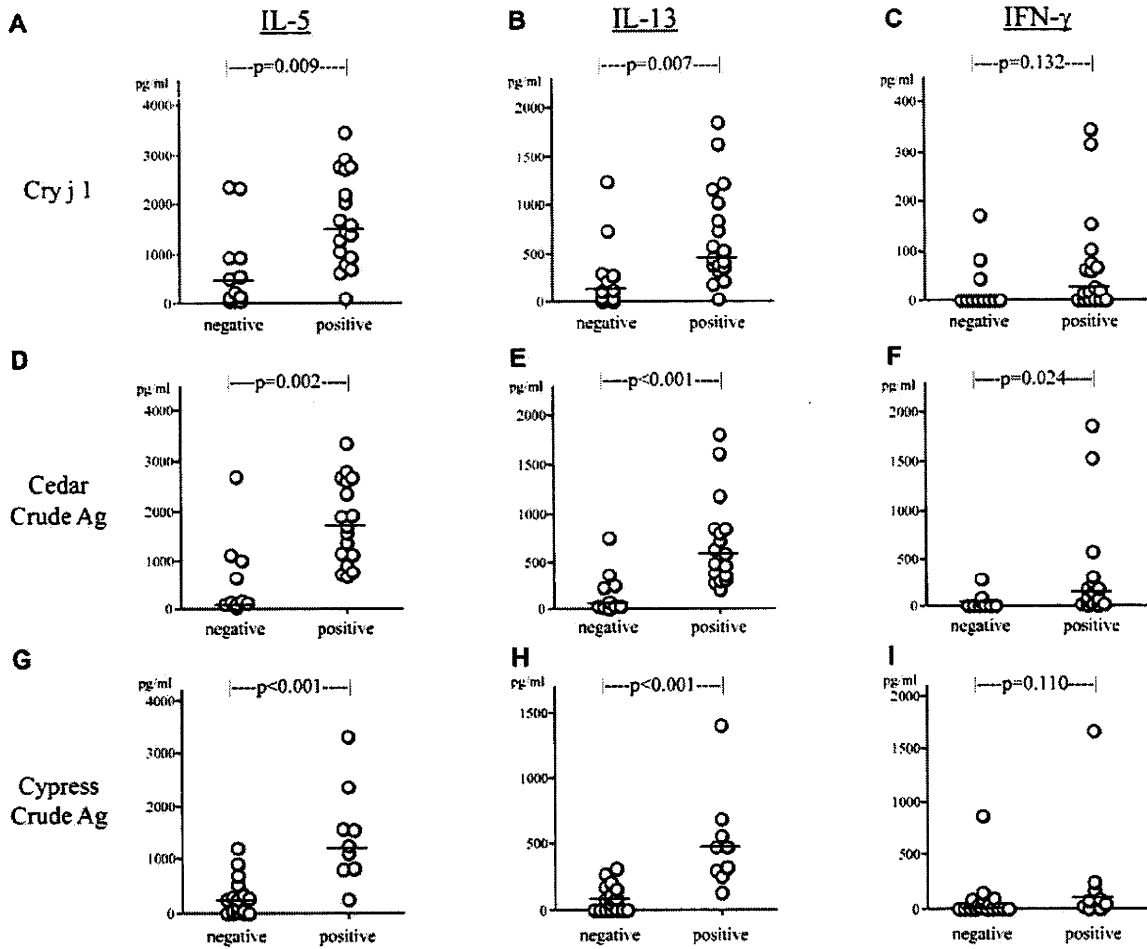 A IL-5
B IL-13
C IFN-γ
Cry j 1
pg/ml
|----p=0.009-----|
4000
3000
2000
1000
0
negative positive
pg/ml
|----p=0.007----|
2000
1500
1000
500
0
negative positive
pg/ml
|----p=0.132----|
400
300
200
100
0
negative positive
D
E
F
Cedar
Crude Ag
pg/ml
|----p=0.002-----|
4000
3000
2000
1000
0
negative positive
pg/ml
|----p<0.001----|
2000
1500
1000
500
0
negative positive
pg/ml
|----p=0.024----|
2000
1500
1000
500
0
negative positive
G
H
I
Cypress
Crude Ag
pg/ml
|----p<0.001-----|
4000
3000
2000
1000
0
negative positive
pg/ml
|----p<0.001----|
1500
1000
500
0
negative positive
pg/ml
|----p=0.110----|
2000
1500
1000
500
0
negative positive